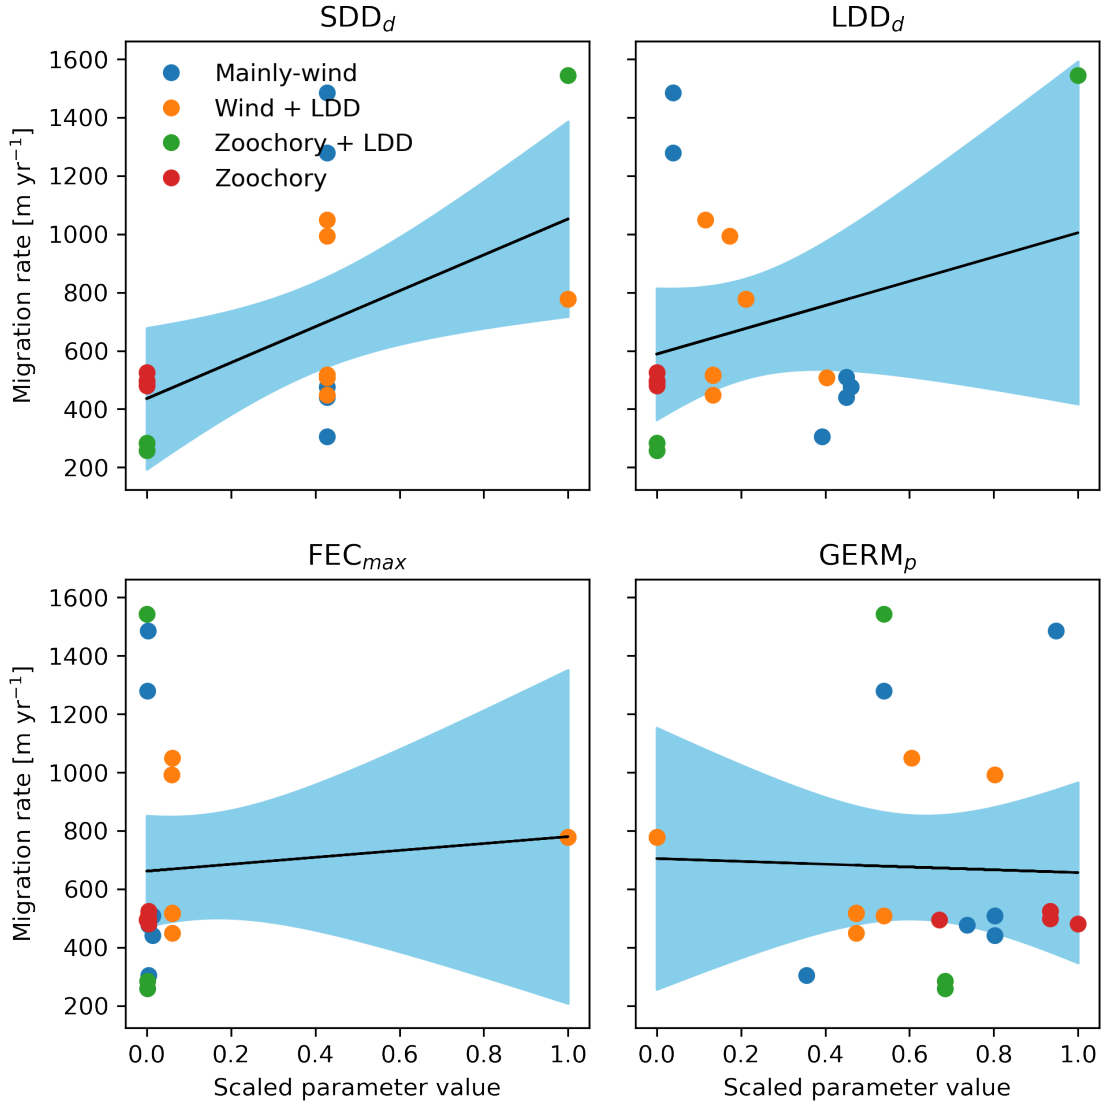 SDD_d
LDD_d
Migration rate [m yr⁻¹]
1600
1400
1200
1000
800
600
400
200
Mainly-wind
Wind + LDD
Zoochory + LDD
Zoochory
FEC_max
GERM_p
Migration rate [m yr⁻¹]
1600
1400
1200
1000
800
600
400
200
0.0 0.2 0.4 0.6 0.8 1.0
0.0 0.2 0.4 0.6 0.8 1.0
Scaled parameter value
Scaled parameter value